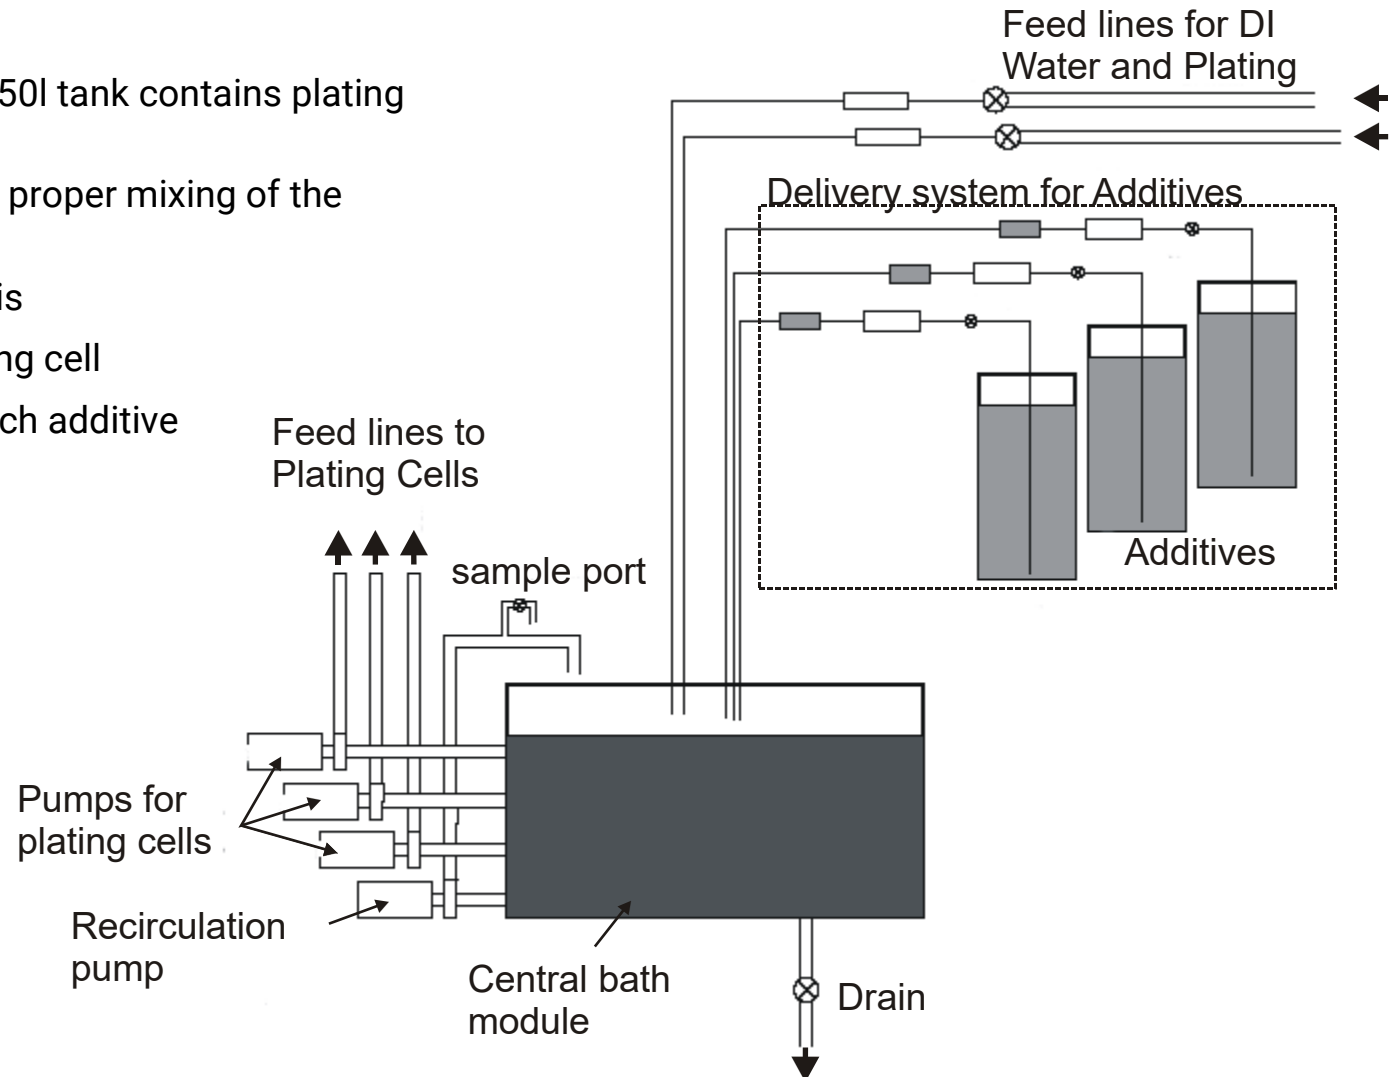 50l tank contains plating
proper mixing of the
is
ng cell
ch additive
Feed lines for DI
Water and Plating
Delivery system for Additives
Additives
Feed lines to
Plating Cells
sample port
Pumps for
plating cells
Recirculation
pump
Central bath
module
Drain